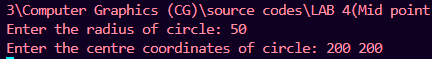 3\Computer Graphics (CG)\source codes\LAB 4(Mid point
Enter the radius of circle: 50
Enter the centre coordinates of circle: 200 200